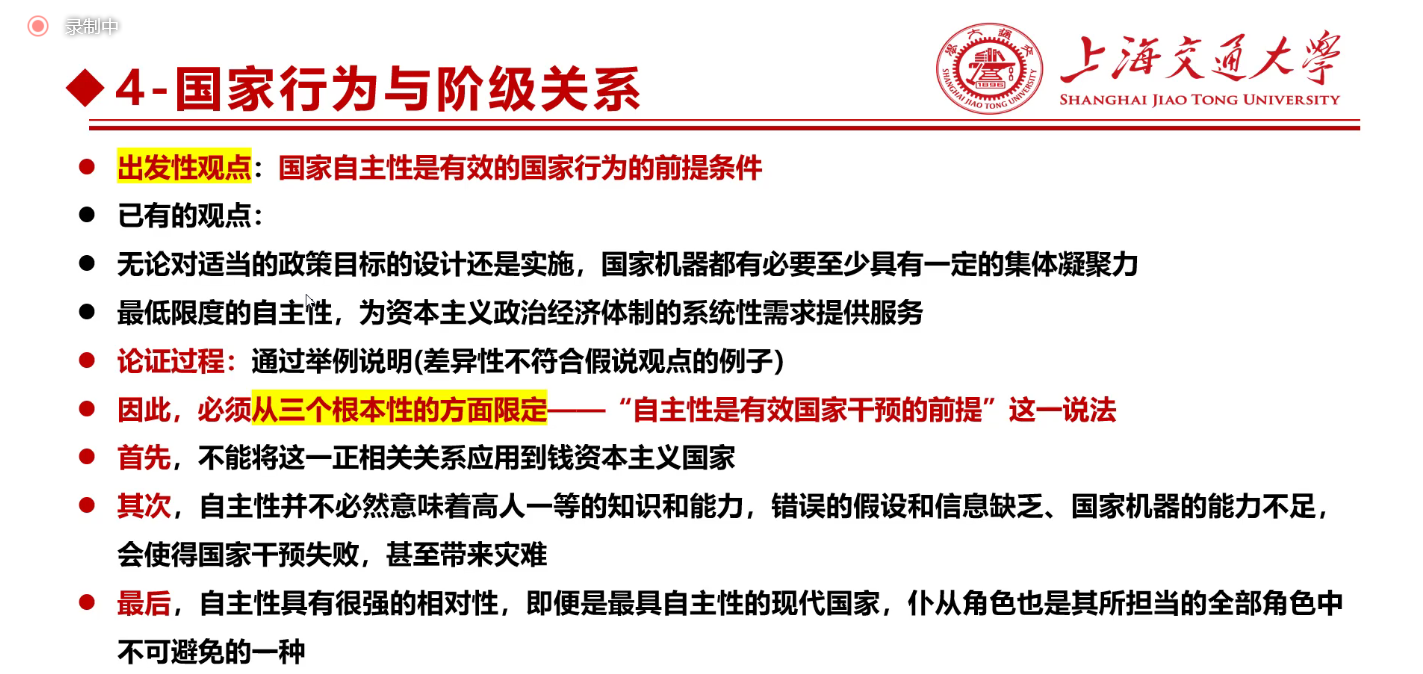 录制中
上海交通大學
SHANGHAI JIAO TONG UNIVERSITY
4-国家行为与阶级关系
出发性观点：国家自主性是有效的国家行为的前提条件
已有的观点：
无论对适当的政策目标的设计还是实施，国家机器都有必要至少具有一定的集体凝聚力
最低限度的自主性，为资本主义政治经济体制的系统性需求提供服务
论证过程：通过举例说明(差异性不符合假说观点的例子)
因此，必须从三个根本性的方面限定——“自主性是有效国家干预的前提”这一说法
首先，不能将这一正相关关系应用到钱资本主义国家
其次，自主性并不必然意味着高人一等的知识和能力，错误的假设和信息缺乏、国家机器的能力不足，
会使得国家干预失败，甚至带来灾难
最后，自主性具有很强的相对性，即便是最具自主性的现代国家，仆从角色也是其所担当的全部角色中
不可避免的一种